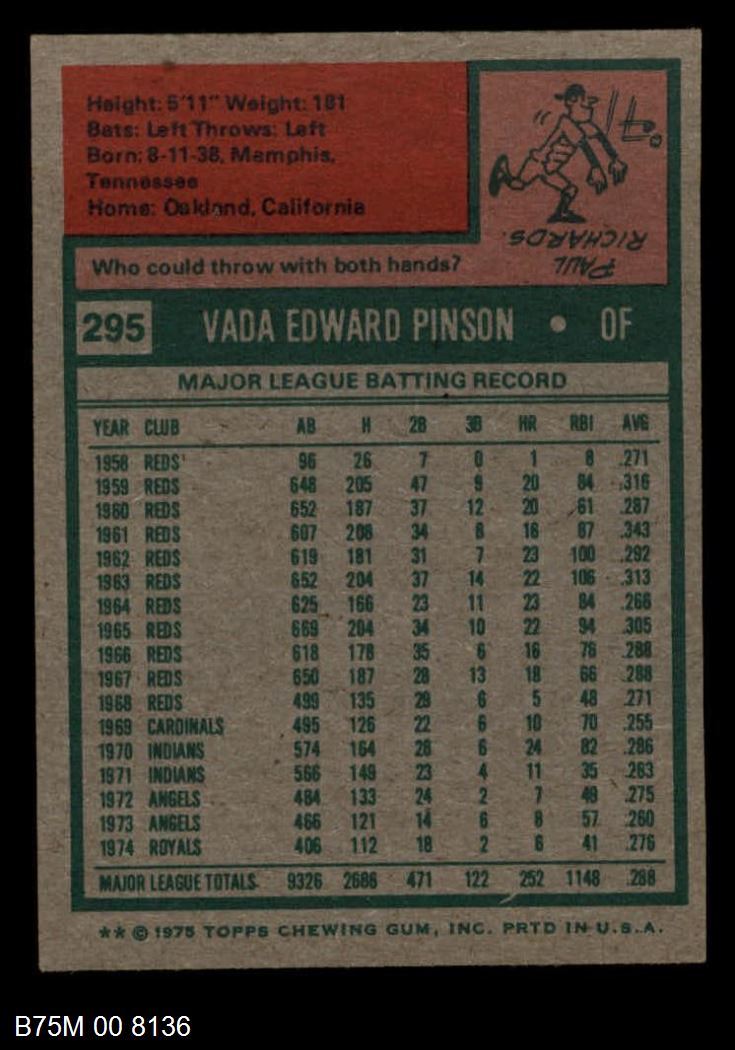 Height: 5'11" Weight: 181
Bats: Left Throws: Left
Born: 8-11-38, Memphis,
Tennessee
Home: Oakland, California
Who could throw with both hands?
PAUL
RICHARDS.
295 VADA EDWARD PINSON • OF
MAJOR LEAGUE BATTING RECORD
YEAR CLUB AB H 2B 3B HR RBI AVG
1958 REDS 96 26 7 0 1 8 .271
1959 REDS 648 205 47 9 20 84 .316
1960 REDS 652 187 37 12 20 61 .287
1961 REDS 607 208 34 8 16 87 .343
1962 REDS 619 181 31 7 23 100 .292
1963 REDS 652 204 37 14 22 106 .313
1964 REDS 625 166 23 11 23 84 .266
1965 REDS 669 204 34 10 22 94 .305
1966 REDS 618 178 35 6 16 76 .288
1967 REDS 650 187 28 13 18 66 .288
1968 REDS 499 135 29 6 5 48 .271
1969 CARDINALS 495 126 22 6 10 70 .255
1970 INDIANS 574 164 28 6 24 82 .286
1971 INDIANS 566 149 23 4 11 35 .263
1972 ANGELS 484 133 24 2 7 49 .275
1973 ANGELS 466 121 14 6 8 57 .260
1974 ROYALS 406 112 18 2 6 41 .276
MAJOR LEAGUE TOTALS 9326 2686 471 122 252 1148 .288
** © 1975 TOPPS CHEWING GUM, INC. PRTD IN U.S.A.
B75M 00 8136